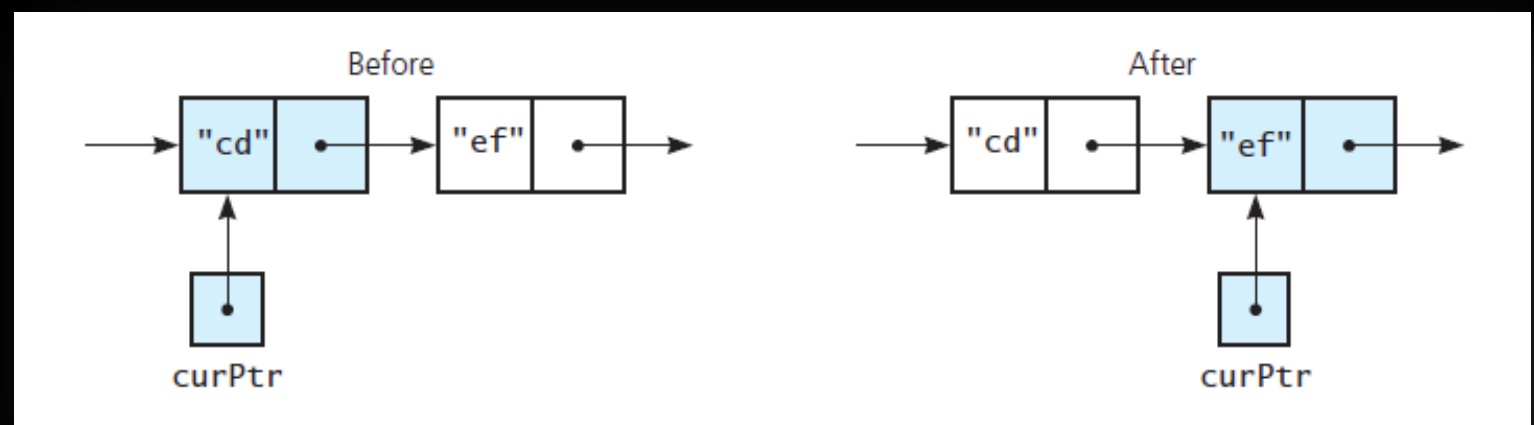 Before
"cd"
"ef"
curPtr
After
"cd"
"ef"
curPtr